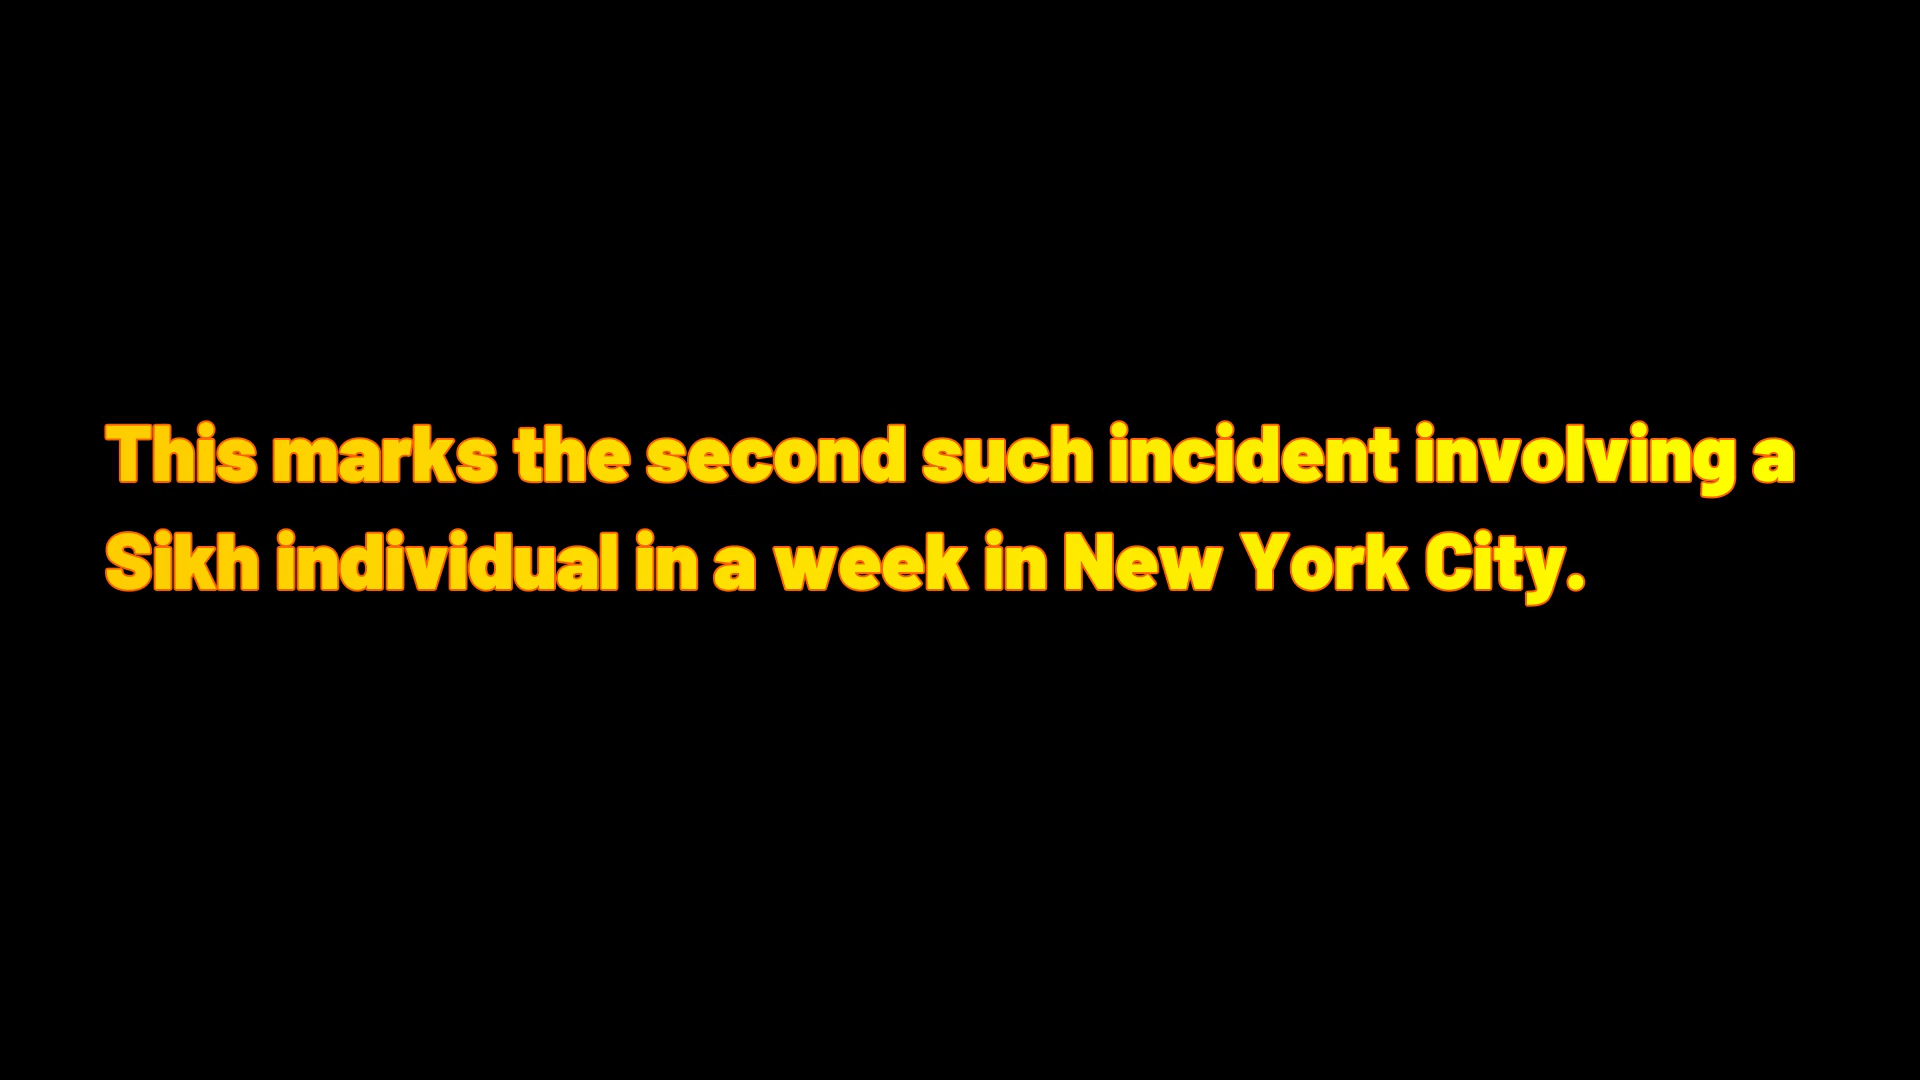 This marks the second such incident involving a
Sikh individual in a week in New York City.